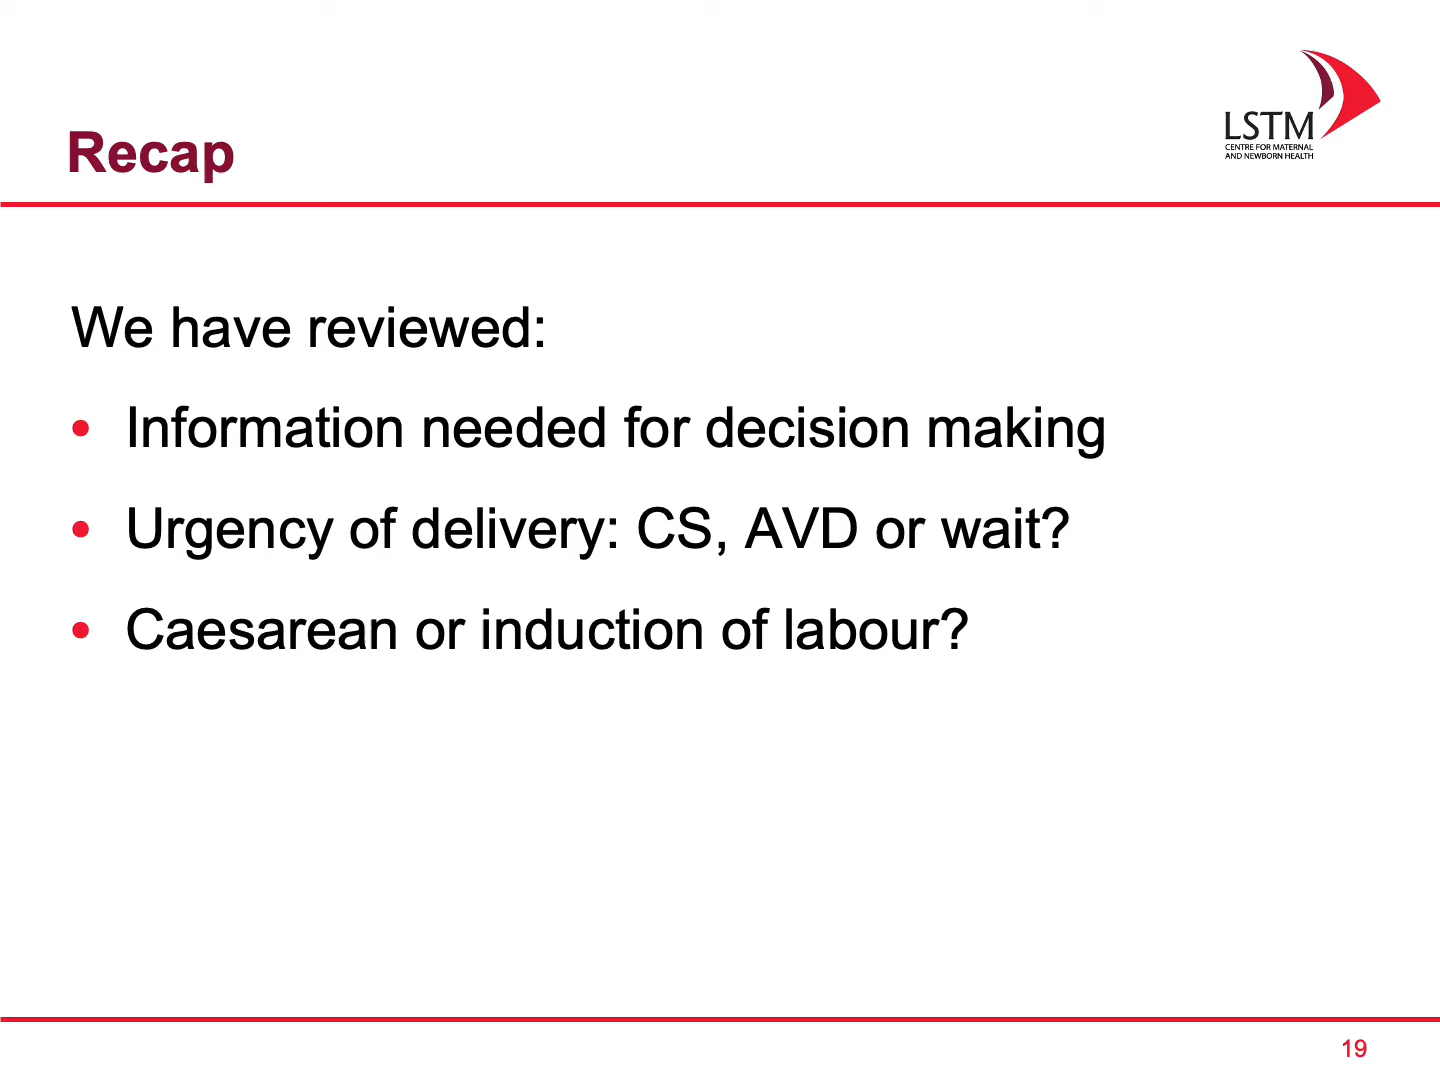 LSTM
CENTRE FOR MATERNAL
AND NEWBORN HEALTH
Recap
We have reviewed:
• Information needed for decision making
• Urgency of delivery: CS, AVD or wait?
• Caesarean or induction of labour?
19